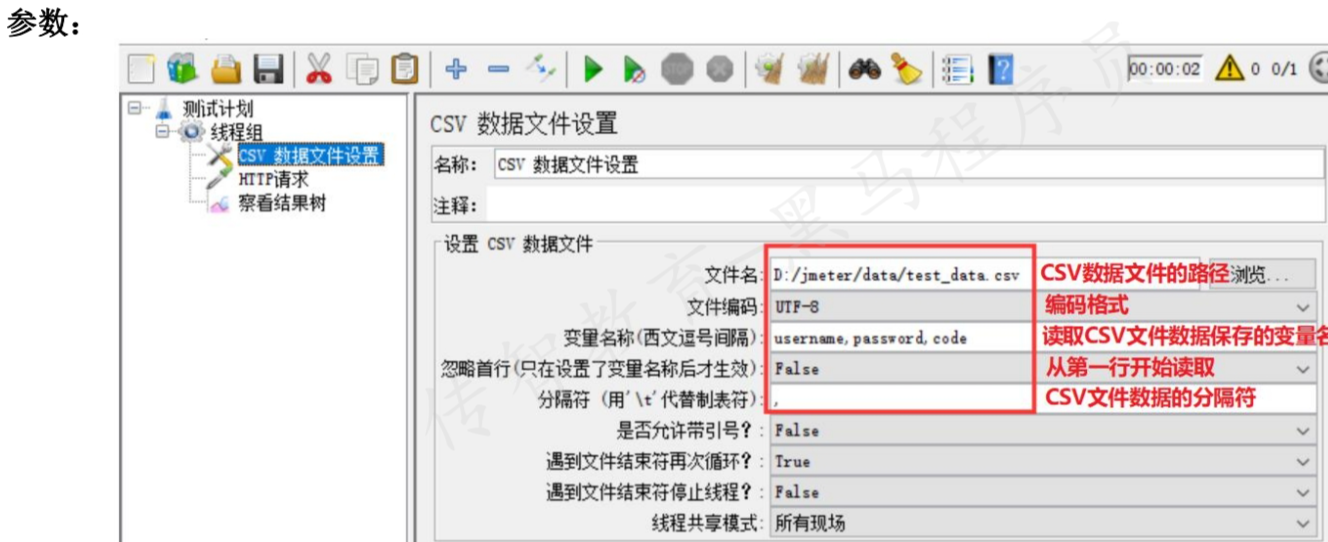 参数：
00:00:02 0 0/1
测试计划
线程组
CSV 数据文件设置
HTTP请求
察看结果树
CSV 数据文件设置
名称： CSV 数据文件设置
注释：
设置 CSV 数据文件
文件名: D:/jmeter/data/test_data.csv CSV数据文件的路径 浏览...
文件编码: UTF-8 编码格式
变量名称(西文逗号间隔): username,password,code 读取CSV文件数据保存的变量名
忽略首行(只在设置了变量名称后才生效): False 从第一行开始读取
分隔符 (用'\t'代替制表符): , CSV文件数据的分隔符
是否允许带引号？: False
遇到文件结束符再次循环？: True
遇到文件结束符停止线程？: False
线程共享模式: 所有现场
传智教育-黑马程序员